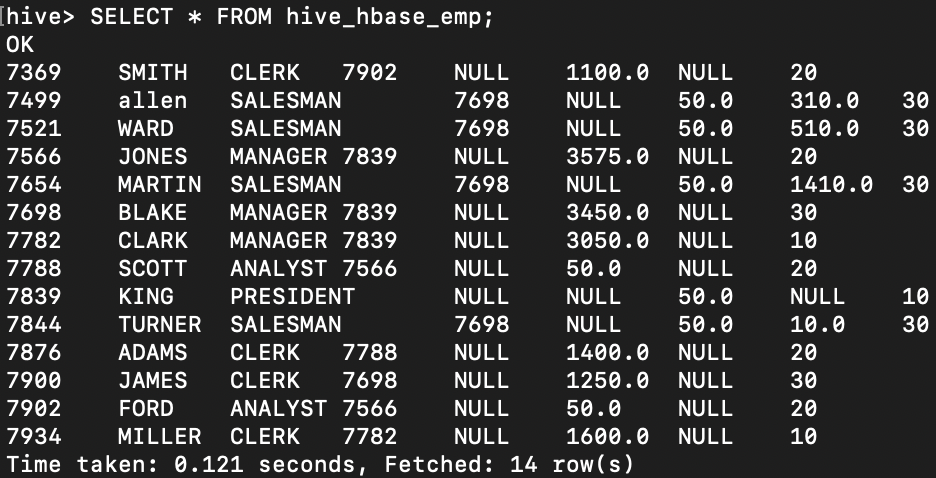 [hive> SELECT * FROM hive_hbase_emp;
OK
7369    SMITH   CLERK   7902    NULL    1100.0  NULL    20
7499    allen   SALESMAN        7698    NULL    50.0    310.0   30
7521    WARD    SALESMAN        7698    NULL    50.0    510.0   30
7566    JONES   MANAGER 7839    NULL    3575.0  NULL    20
7654    MARTIN  SALESMAN        7698    NULL    50.0    1410.0  30
7698    BLAKE   MANAGER 7839    NULL    3450.0  NULL    30
7782    CLARK   MANAGER 7839    NULL    3050.0  NULL    10
7788    SCOTT   ANALYST 7566    NULL    50.0    NULL    20
7839    KING    PRESIDENT       NULL    NULL    50.0    NULL    10
7844    TURNER  SALESMAN        7698    NULL    50.0    10.0    30
7876    ADAMS   CLERK   7788    NULL    1400.0  NULL    20
7900    JAMES   CLERK   7698    NULL    1250.0  NULL    30
7902    FORD    ANALYST 7566    NULL    50.0    NULL    20
7934    MILLER  CLERK   7782    NULL    1600.0  NULL    10
Time taken: 0.121 seconds, Fetched: 14 row(s)